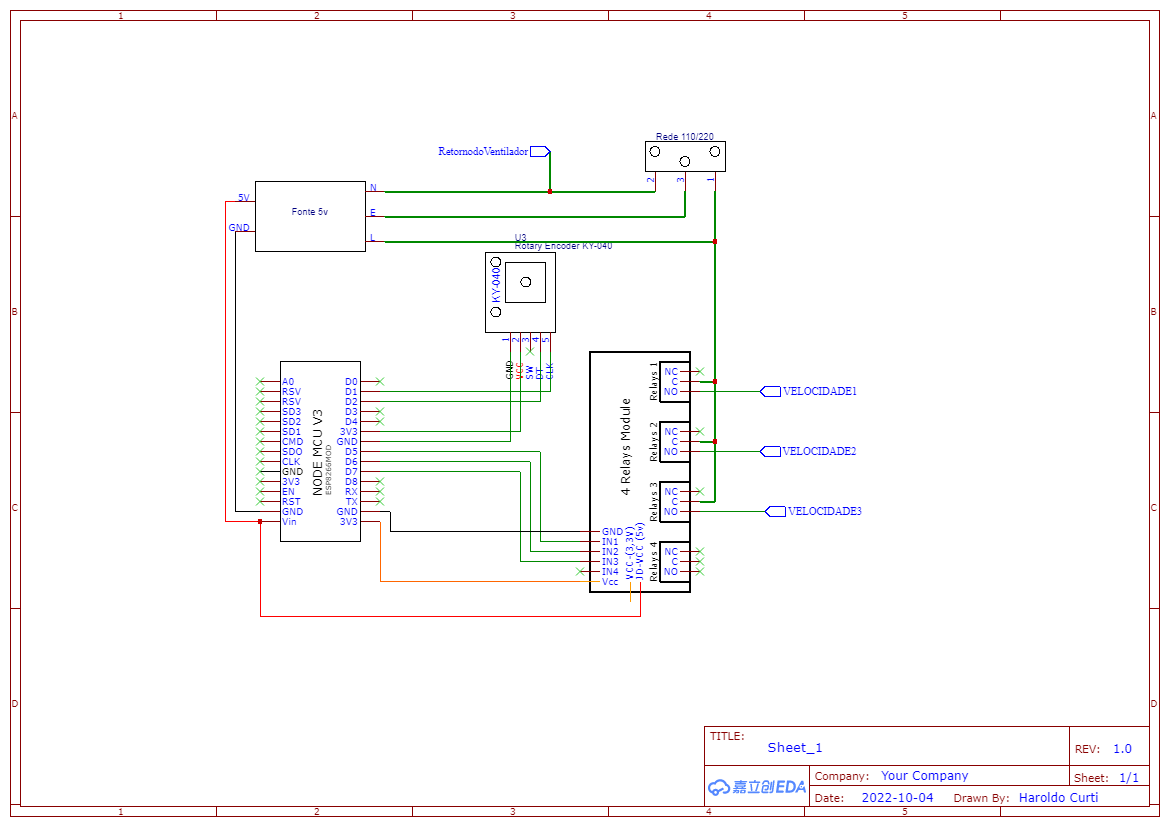 1 2 3 4 5
A A
B B
C C
D D
1 2 3 4 5
RetornodoVentilador
Rede 110/220
2 3 1
5V
GND
Fonte 5v
N
E
L
U3
Rotary Encoder KY-040
KY-040
1 2 3 4 5
GND VCC SW DT CLK
NODE MCU V3
ESP8266MOD
A0 D0
RSV D1
RSV D2
SD3 D3
SD2 D4
SD1 3V3
CMD GND
SDO D5
CLK D6
GND D7
3V3 D8
EN RX
RST TX
GND GND
Vin 3V3
4 Relays Module
GND
IN1
IN2
IN3
IN4
Vcc
VCC-(3,3V)
JD-VCC (5v)
Relays 1
NC
C
NO
VELOCIDADE1
Relays 2
NC
C
NO
VELOCIDADE2
Relays 3
NC
C
NO
VELOCIDADE3
Relays 4
NC
C
NO
TITLE:
Sheet_1
REV: 1.0
嘉立创EDA
Company: Your Company
Sheet: 1/1
Date: 2022-10-04 Drawn By: Haroldo Curti